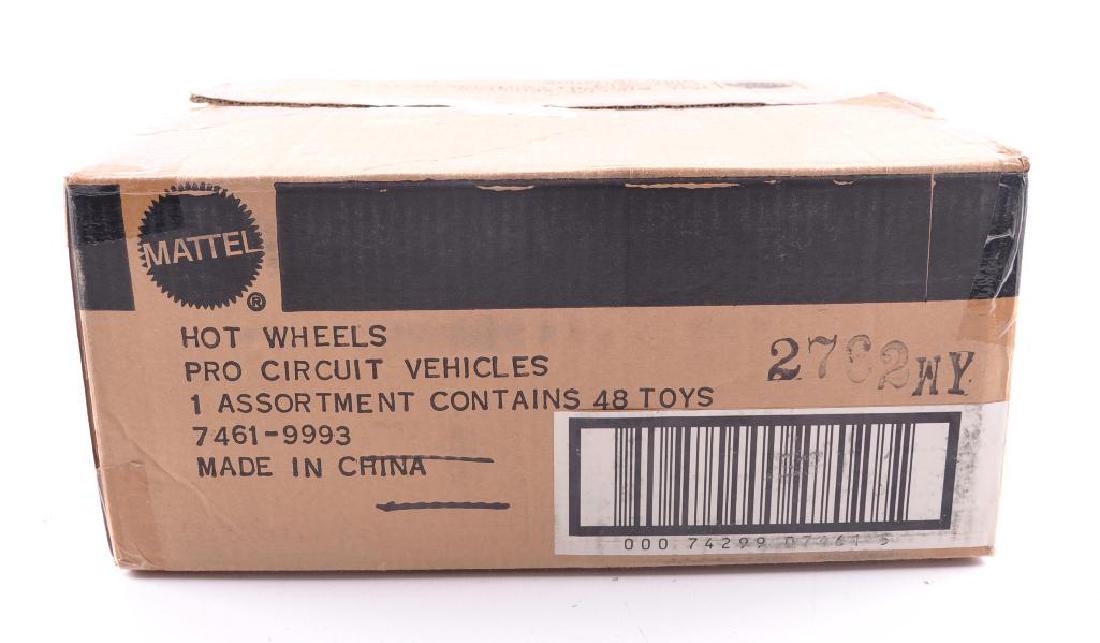 MATTEL
®
HOT WHEELS
PRO CIRCUIT VEHICLES
1 ASSORTMENT CONTAINS 48 TOYS
7461-9993
MADE IN CHINA
2762WY
000 74299 07461 5